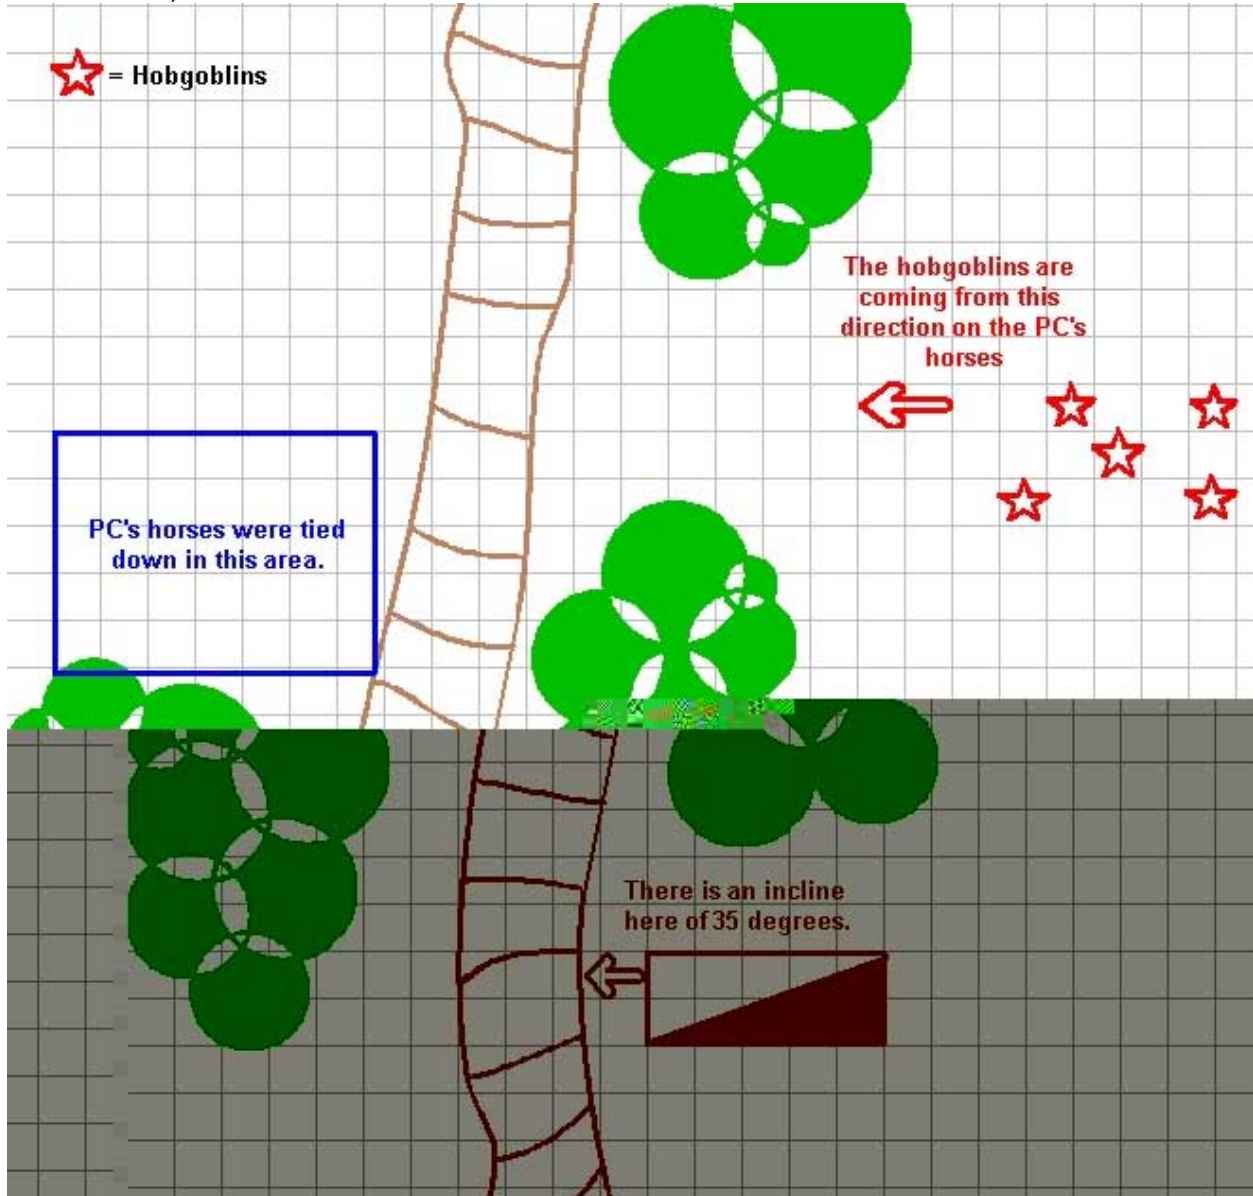 = Hobgoblins
The hobgoblins are
coming from this
direction on the PC's
horses
PC's horses were tied
down in this area.
There is an incline
here of 35 degrees.